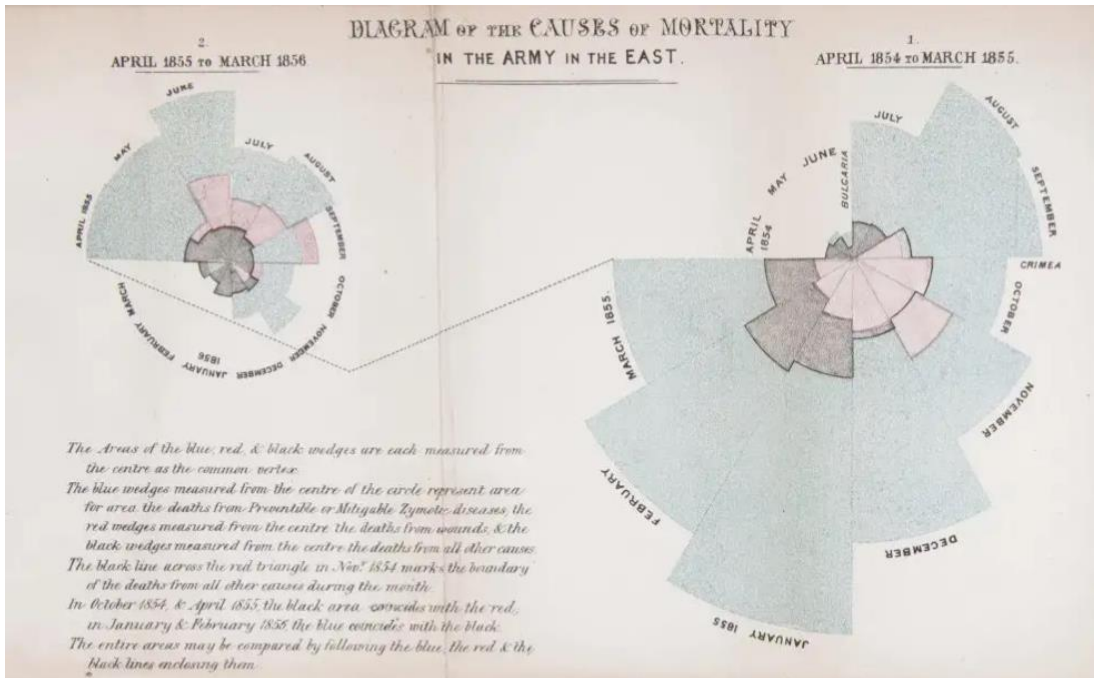 DIAGRAM OF THE CAUSES OF MORTALITY
IN THE ARMY IN THE EAST.
2.
APRIL 1855 TO MARCH 1856
1.
APRIL 1854 TO MARCH 1855.
APRIL 1855
MAY
JUNE
JULY
AUGUST
SEPTEMBER
OCTOBER
NOVEMBER
DECEMBER
JANUARY
1856
FEBRUARY
MARCH
APRIL
1854
MAY
JUNE
BULGARIA
JULY
AUGUST
SEPTEMBER
CRIMEA
OCTOBER
NOVEMBER
DECEMBER
JANUARY 1855
FEBRUARY
MARCH 1855.
The Areas of the blue, red, & black wedges are each measured from
the centre as the common vertex.
The blue wedges measured from the centre of the circle represent area
for area the deaths from Preventible or Mitigable Zymotic diseases, the
red wedges measured from the centre the deaths from wounds, & the
black wedges measured from the centre the deaths from all other causes.
The black line across the red triangle in Novr. 1854 marks the boundary
of the deaths from all other causes during the month.
In October 1854, & April 1855, the black area coincides with the red,
in January & February 1856, the blue coincides with the black.
The entire areas may be compared by following the blue, the red & the
black lines enclosing them.